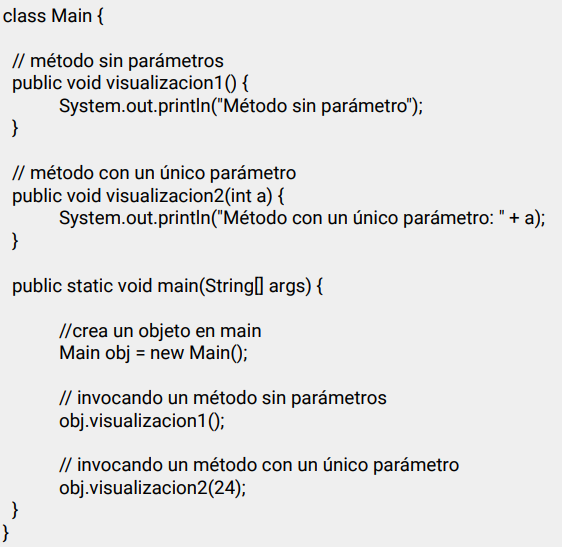 class Main {
// método sin parámetros
public void visualizacion1() {
System.out.println("Método sin parámetro");
}
// método con un único parámetro
public void visualizacion2(int a) {
System.out.println("Método con un único parámetro: " + a);
}
public static void main(String[] args) {
//crea un objeto en main
Main obj = new Main();
// invocando un método sin parámetros
obj.visualizacion1();
// invocando un método con un único parámetro
obj.visualizacion2(24);
}
}